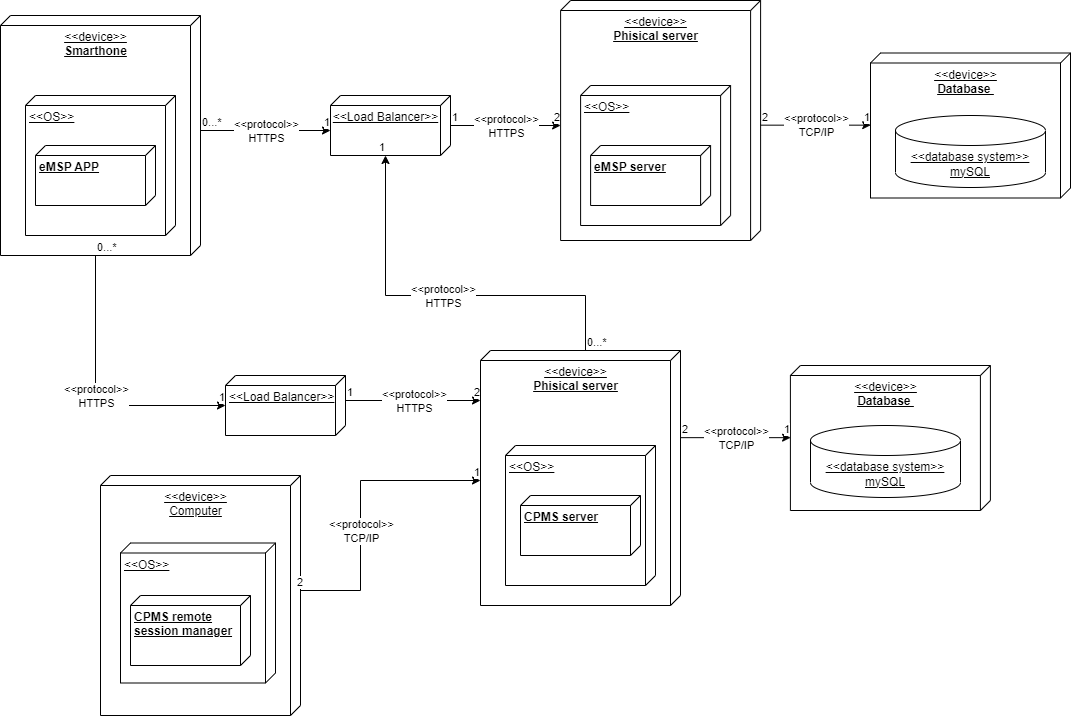 <<device>>
Smarthone
<<OS>>
eMSP APP
0...*
<<protocol>>
HTTPS
1
<<Load Balancer>>
1
1
<<protocol>>
HTTPS
2
<<device>>
Phisical server
<<OS>>
eMSP server
2
<<protocol>>
TCP/IP
1
<<device>>
Database
<<database system>>
mySQL
0...*
<<protocol>>
HTTPS
<<protocol>>
HTTPS
0...*
1
<<Load Balancer>>
1
<<protocol>>
HTTPS
2
<<device>>
Phisical server
<<OS>>
CPMS server
2
<<protocol>>
TCP/IP
1
<<device>>
Database
<<database system>>
mySQL
<<device>>
Computer
<<OS>>
CPMS remote
session manager
2
<<protocol>>
TCP/IP
1